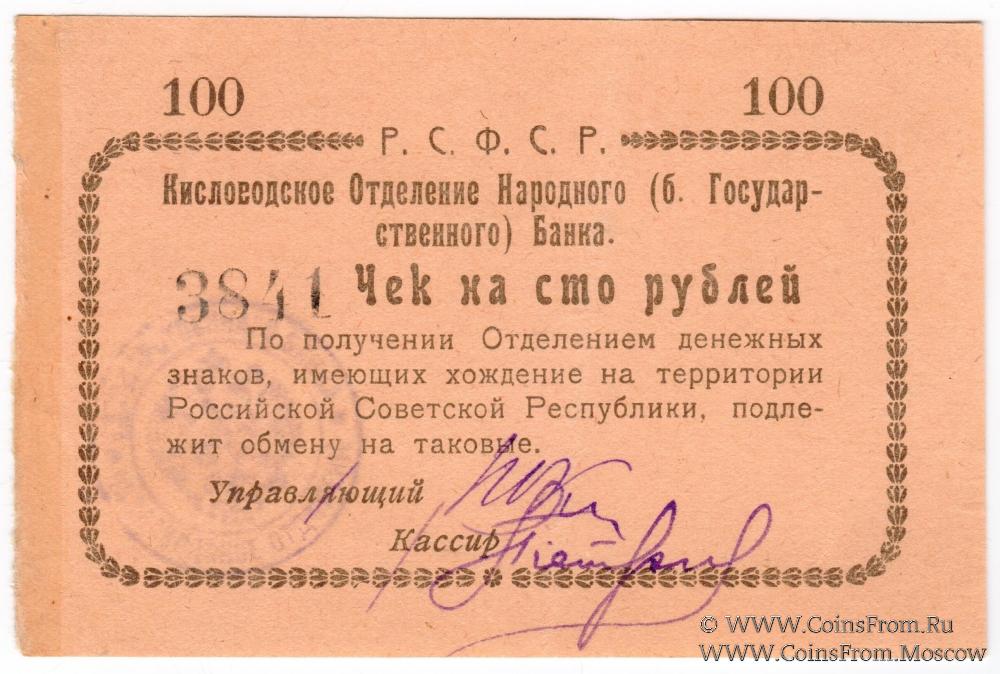 100 100
Р. С. Ф. С. Р.
Кисловодское Отделение Народного (б. Государ-
ственного) Банка.
3841 Чек на сто рублей
По получении Отделением денежных
знаков, имеющих хождение на территории
Российской Советской Республики, подле-
жит обмену на таковые.
Управляющий
Кассир
© WWW.CoinsFrom.Ru
WWW.CoinsFrom.Moscow